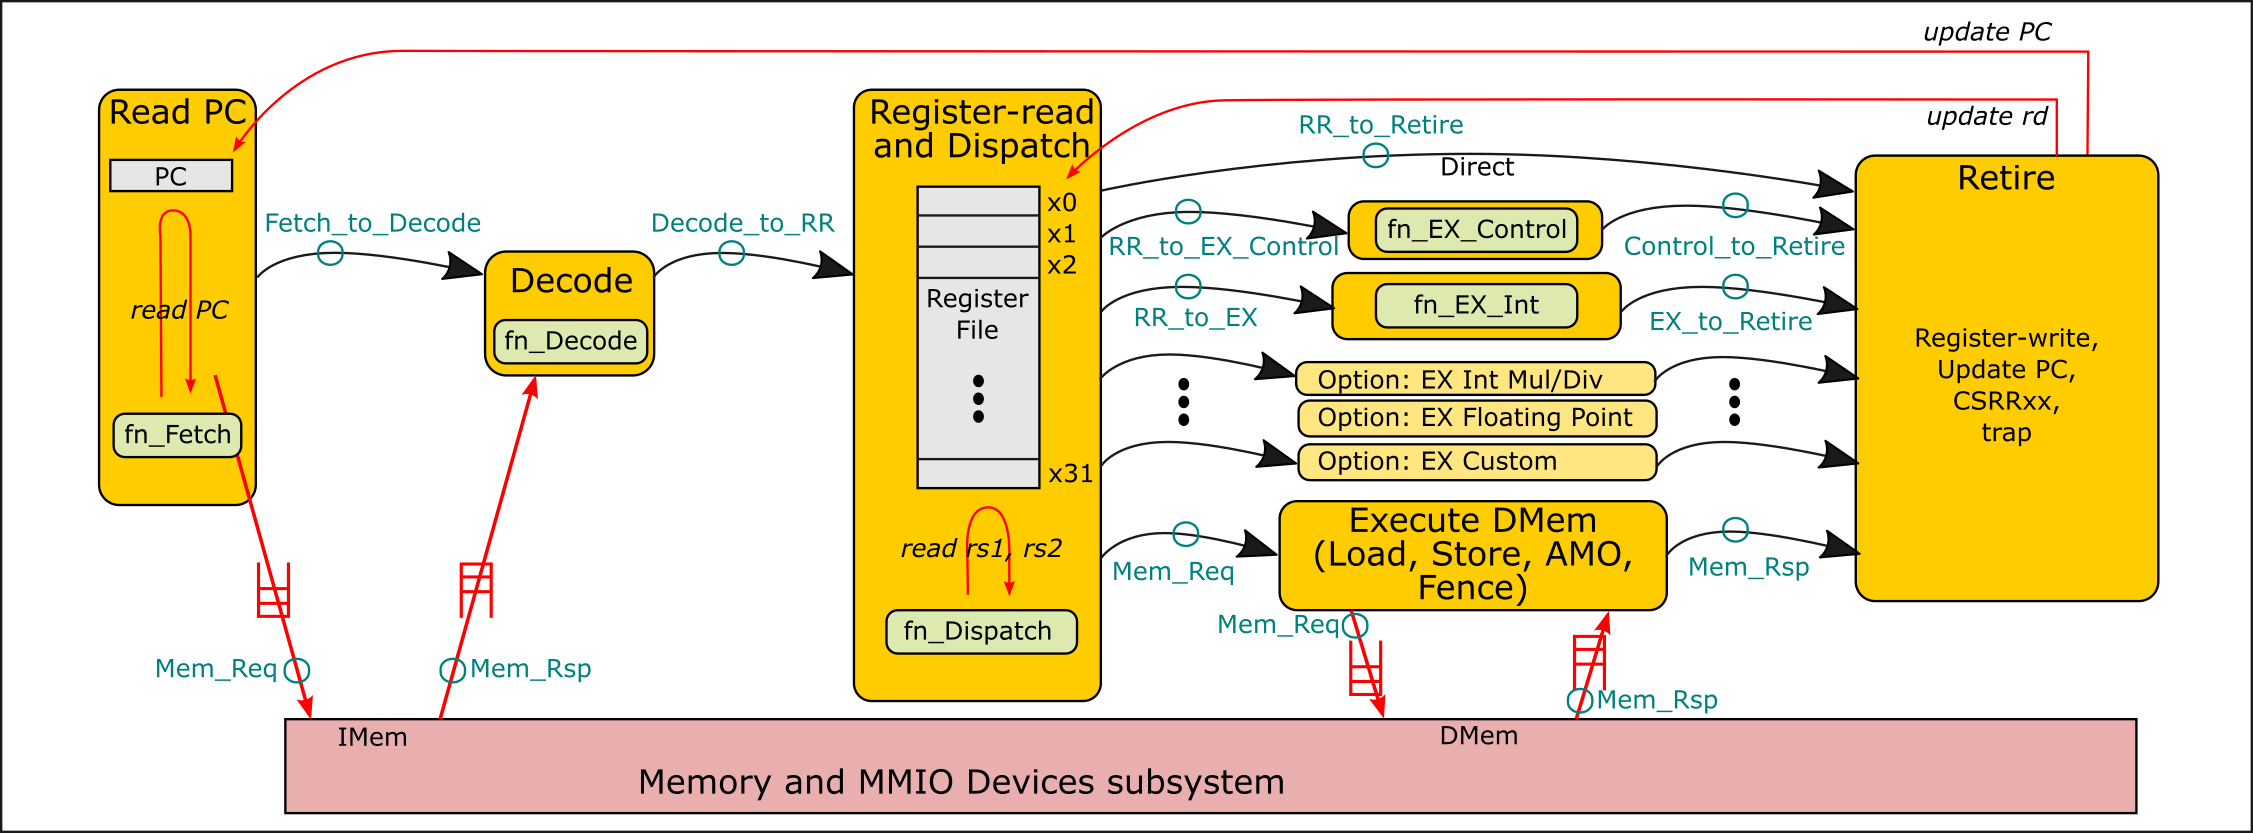 update PC
update rd
Read PC
PC
read PC
fn_Fetch
Fetch_to_Decode
Decode
fn_Decode
Decode_to_RR
Register-read
and Dispatch
x0
x1
x2
Register
File
x31
read rs1, rs2
fn_Dispatch
RR_to_Retire
Direct
RR_to_EX_Control
fn_EX_Control
Control_to_Retire
RR_to_EX
fn_EX_Int
EX_to_Retire
Option: EX Int Mul/Div
Option: EX Floating Point
Option: EX Custom
Mem_Req
Execute DMem
(Load, Store, AMO,
Fence)
Mem_Rsp
Retire
Register-write,
Update PC,
CSRRxx,
trap
Mem_Req
Mem_Rsp
Mem_Req
Mem_Rsp
IMem
DMem
Memory and MMIO Devices subsystem